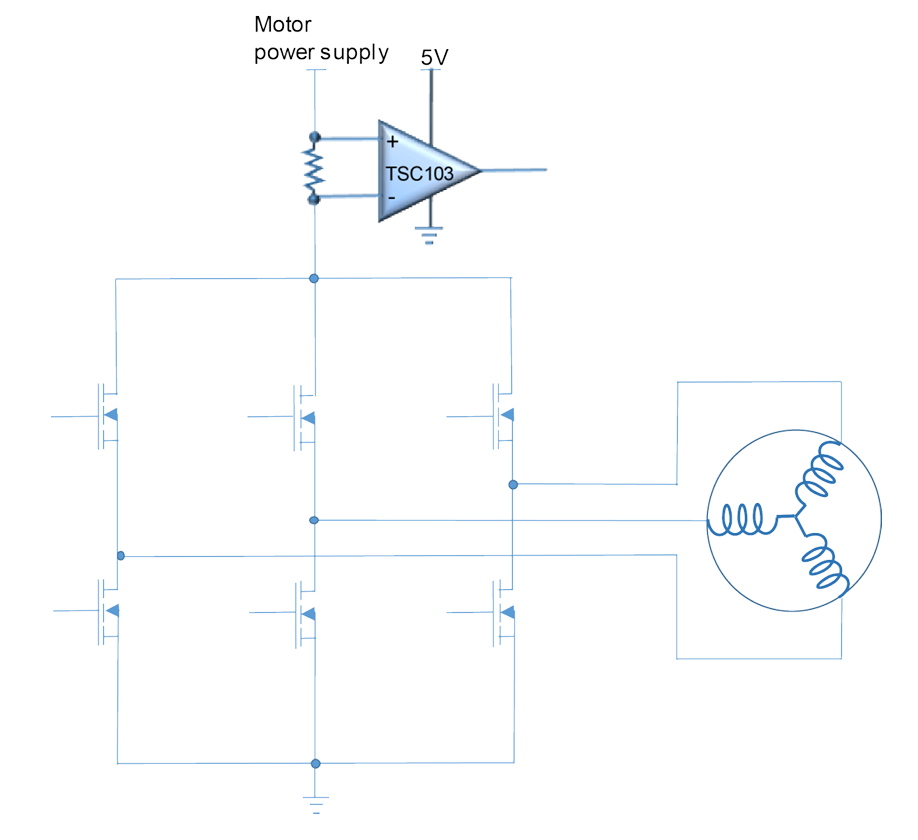 Motor
power supply
5V
+
TSC103
-